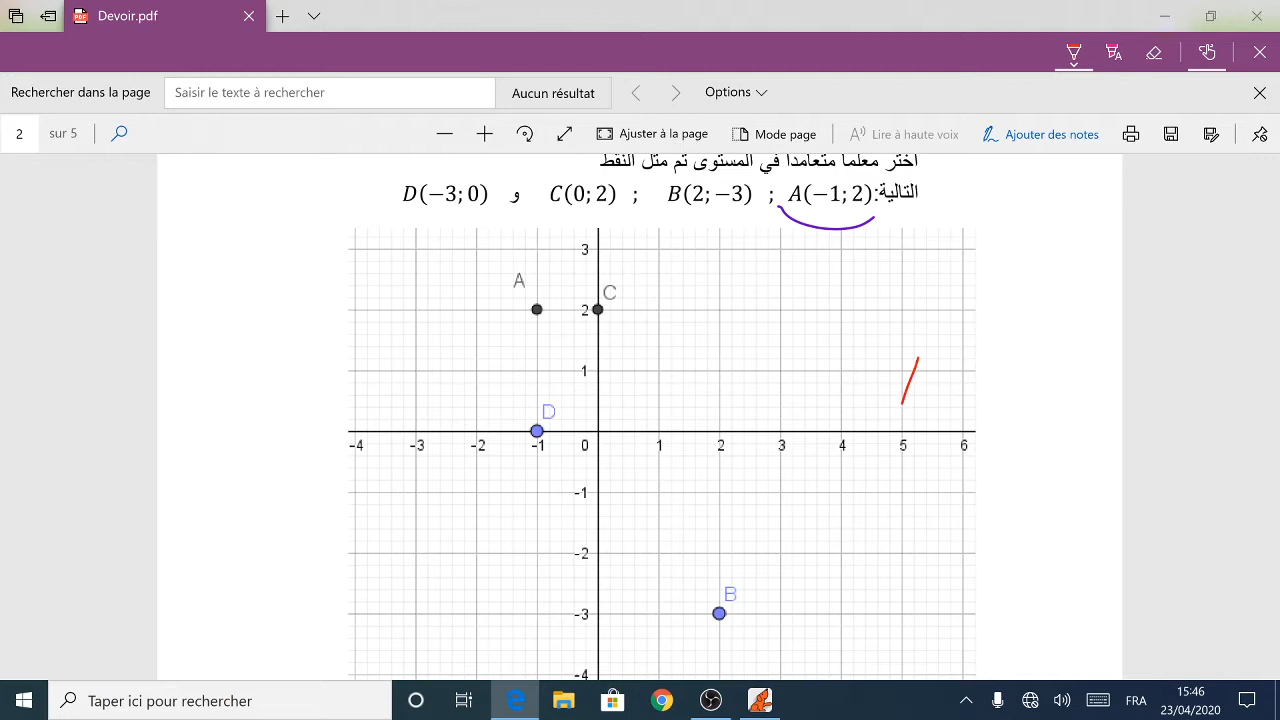 Devoir.pdf
Rechercher dans la page
Saisir le texte à rechercher
Aucun résultat
Options
2
sur 5
Ajuster à la page
Mode page
Lire à haute voix
Ajouter des notes
اختر معلما متعامدا في المستوى ثم مثل النقط
التالية: A(−1; 2) ; B(2; −3) ; C(0; 2) و D(−3; 0)
3
A
C
2
1
D
-4 -3 -2 -1 0 1 2 3 4 5 6
-1
-2
B
-3
-4
Taper ici pour rechercher
FRA
15:46
23/04/2020